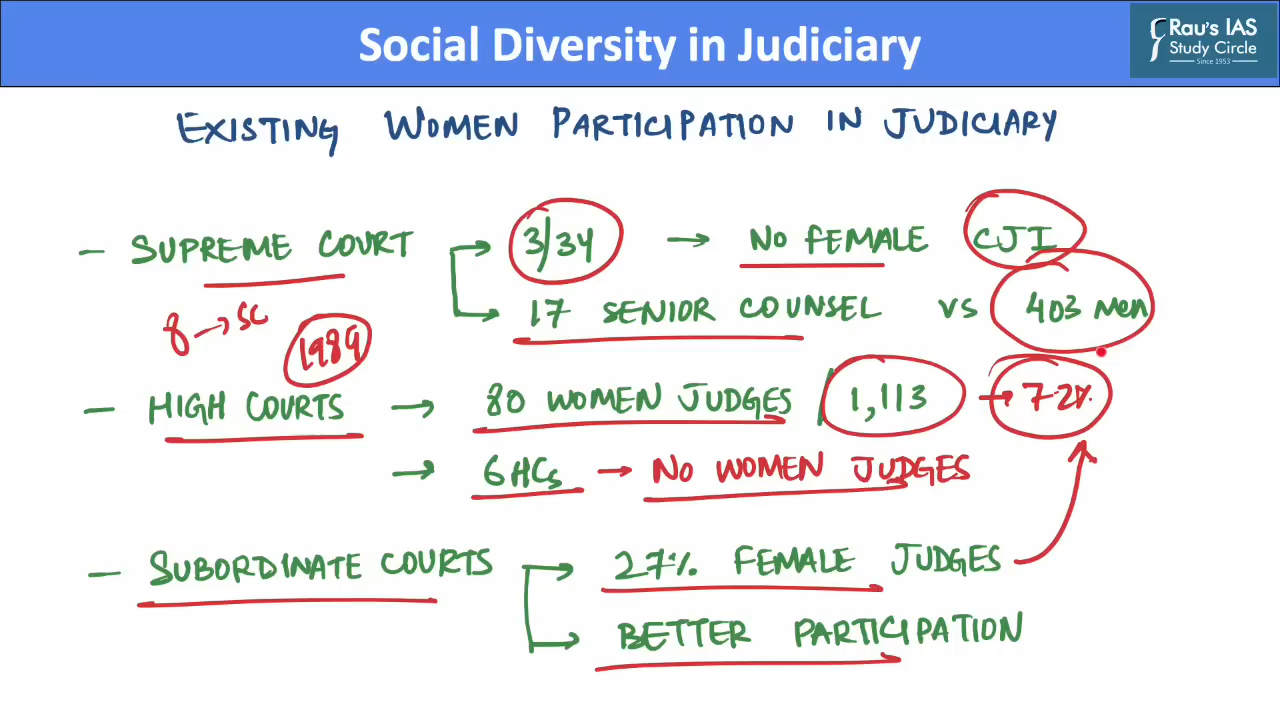 Social Diversity in Judiciary
Rau's IAS
Study Circle
Since 1953
EXISTING WOMEN PARTICIPATION IN JUDICIARY
- SUPREME COURT → 3/34 → NO FEMALE CJI
→ 17 SENIOR COUNSEL VS 403 Men
8 → SC
1989
- HIGH COURTS → 80 WOMEN JUDGES / 1,113 → 7.2%
→ 6 HCs → NO WOMEN JUDGES
- SUBORDINATE COURTS → 27% FEMALE JUDGES
→ BETTER PARTICIPATION